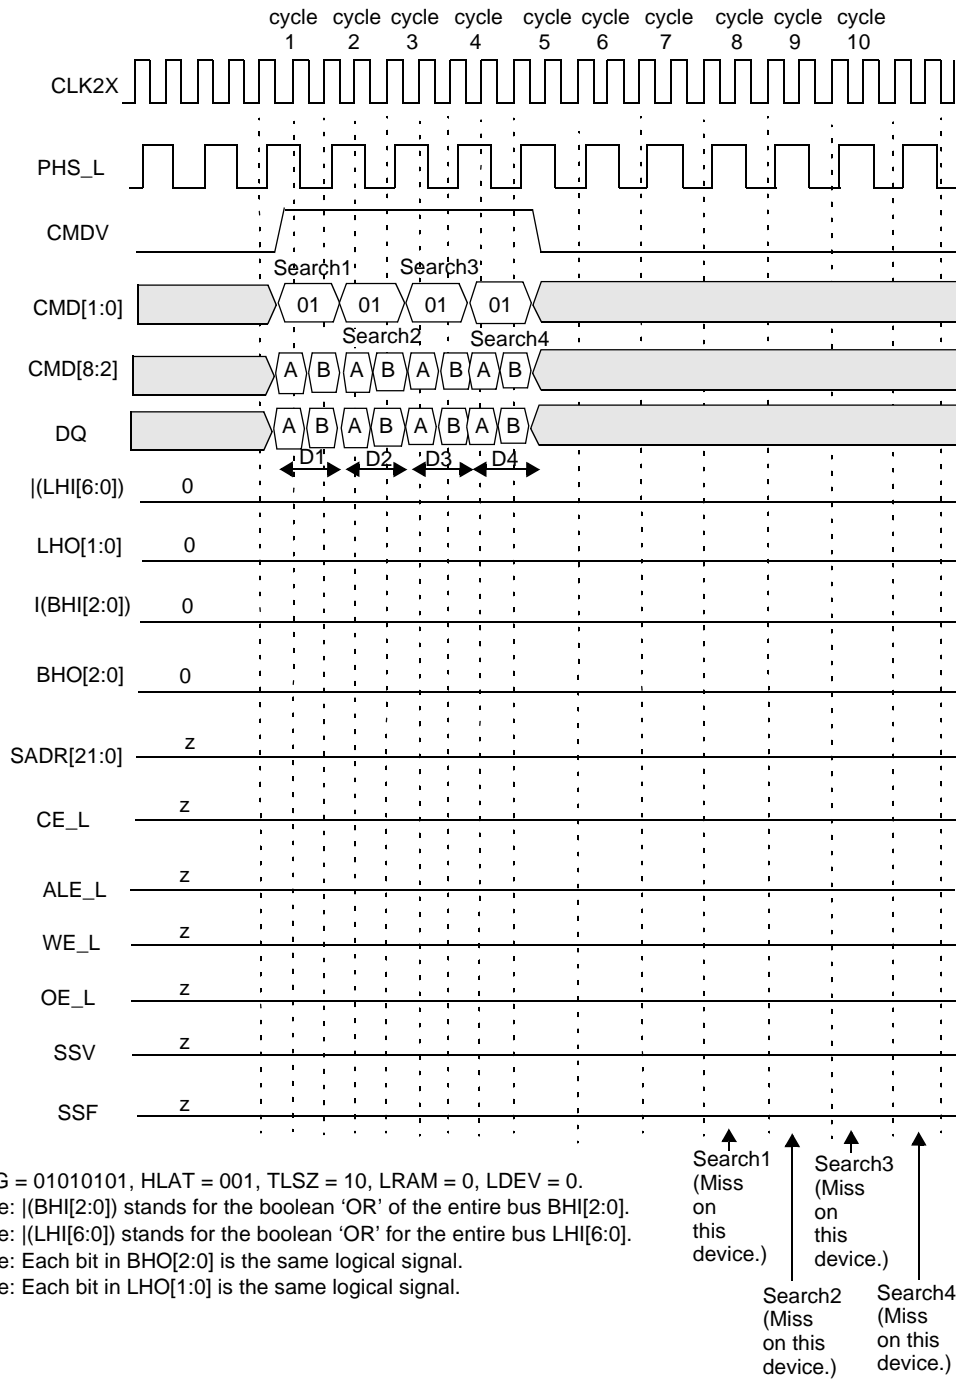 cycle cycle cycle cycle cycle cycle cycle cycle cycle cycle
1 2 3 4 5 6 7 8 9 10
CLK2X
PHS_L
CMDV
Search1 Search3
CMD[1:0] 01 01 01 01
Search2 Search4
CMD[8:2] A B A B A B A B
DQ A B A B A B A B
D1 D2 D3 D4
|(LHI[6:0]) 0
LHO[1:0] 0
I(BHI[2:0]) 0
BHO[2:0] 0
SADR[21:0] z
CE_L z
ALE_L z
WE_L z
OE_L z
SSV z
SSF z
G = 01010101, HLAT = 001, TLSZ = 10, LRAM = 0, LDEV = 0.
e: |(BHI[2:0]) stands for the boolean ‘OR’ of the entire bus BHI[2:0].
e: |(LHI[6:0]) stands for the boolean ‘OR’ for the entire bus LHI[6:0].
e: Each bit in BHO[2:0] is the same logical signal.
e: Each bit in LHO[1:0] is the same logical signal.
Search1
(Miss
on
this
device.)
Search2
(Miss
on this
device.)
Search3
(Miss
on
this
device.)
Search4
(Miss
on this
device.)